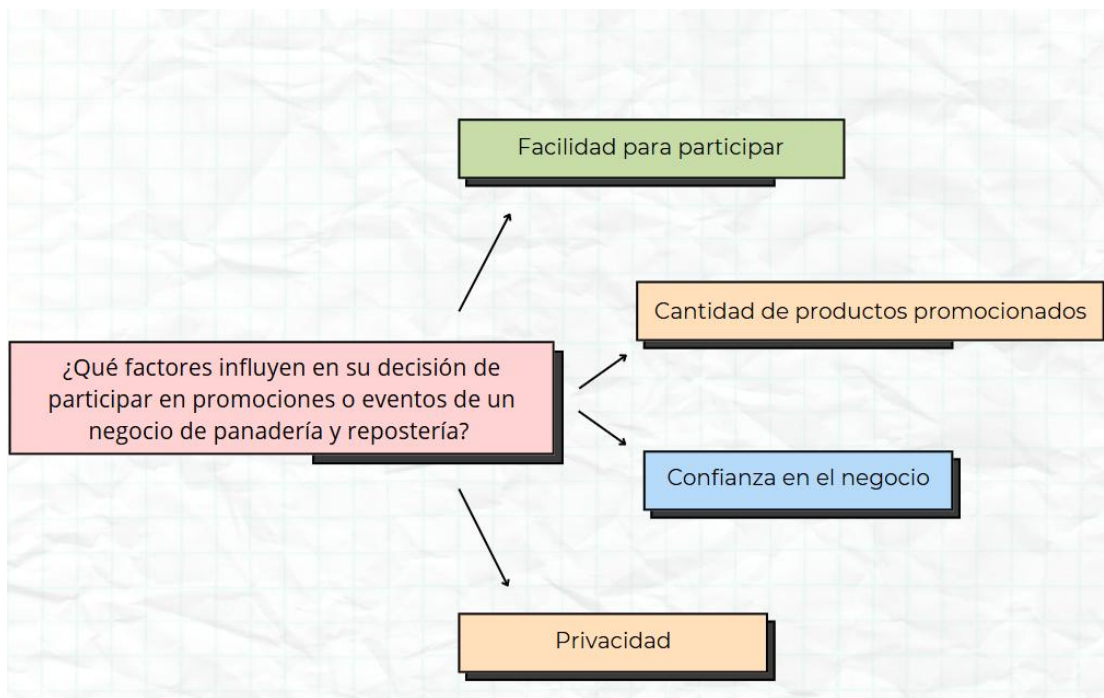 Facilidad para participar
Cantidad de productos promocionados
¿Qué factores influyen en su decisión de
participar en promociones o eventos de un
negocio de panadería y repostería?
Confianza en el negocio
Privacidad